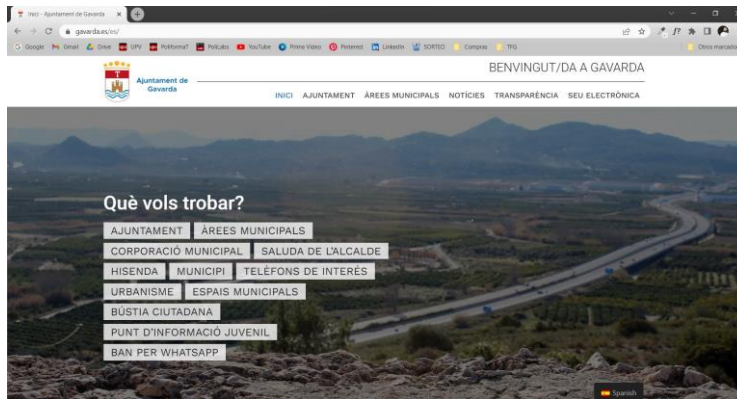 Inici - Ajuntament de Gavarda
gavarda.es/es/
Google Gmail Drive UPV PoliformaT PoliLabs YouTube Prime Video Pinterest LinkedIn SORTEO Compras TFG Otros marcado
BENVINGUT/DA A GAVARDA
Ajuntament de
Gavarda
INICI AJUNTAMENT ÀREES MUNICIPALS NOTÍCIES TRANSPARÈNCIA SEU ELECTRÒNICA
Què vols trobar?
AJUNTAMENT ÀREES MUNICIPALS
CORPORACIÓ MUNICIPAL SALUDA DE L'ALCALDE
HISENDA MUNICIPI TELÈFONS DE INTERÉS
URBANISME ESPAIS MUNICIPALS
BÚSTIA CIUTADANA
PUNT D'INFORMACIÓ JUVENIL
BAN PER WHATSAPP
Spanish